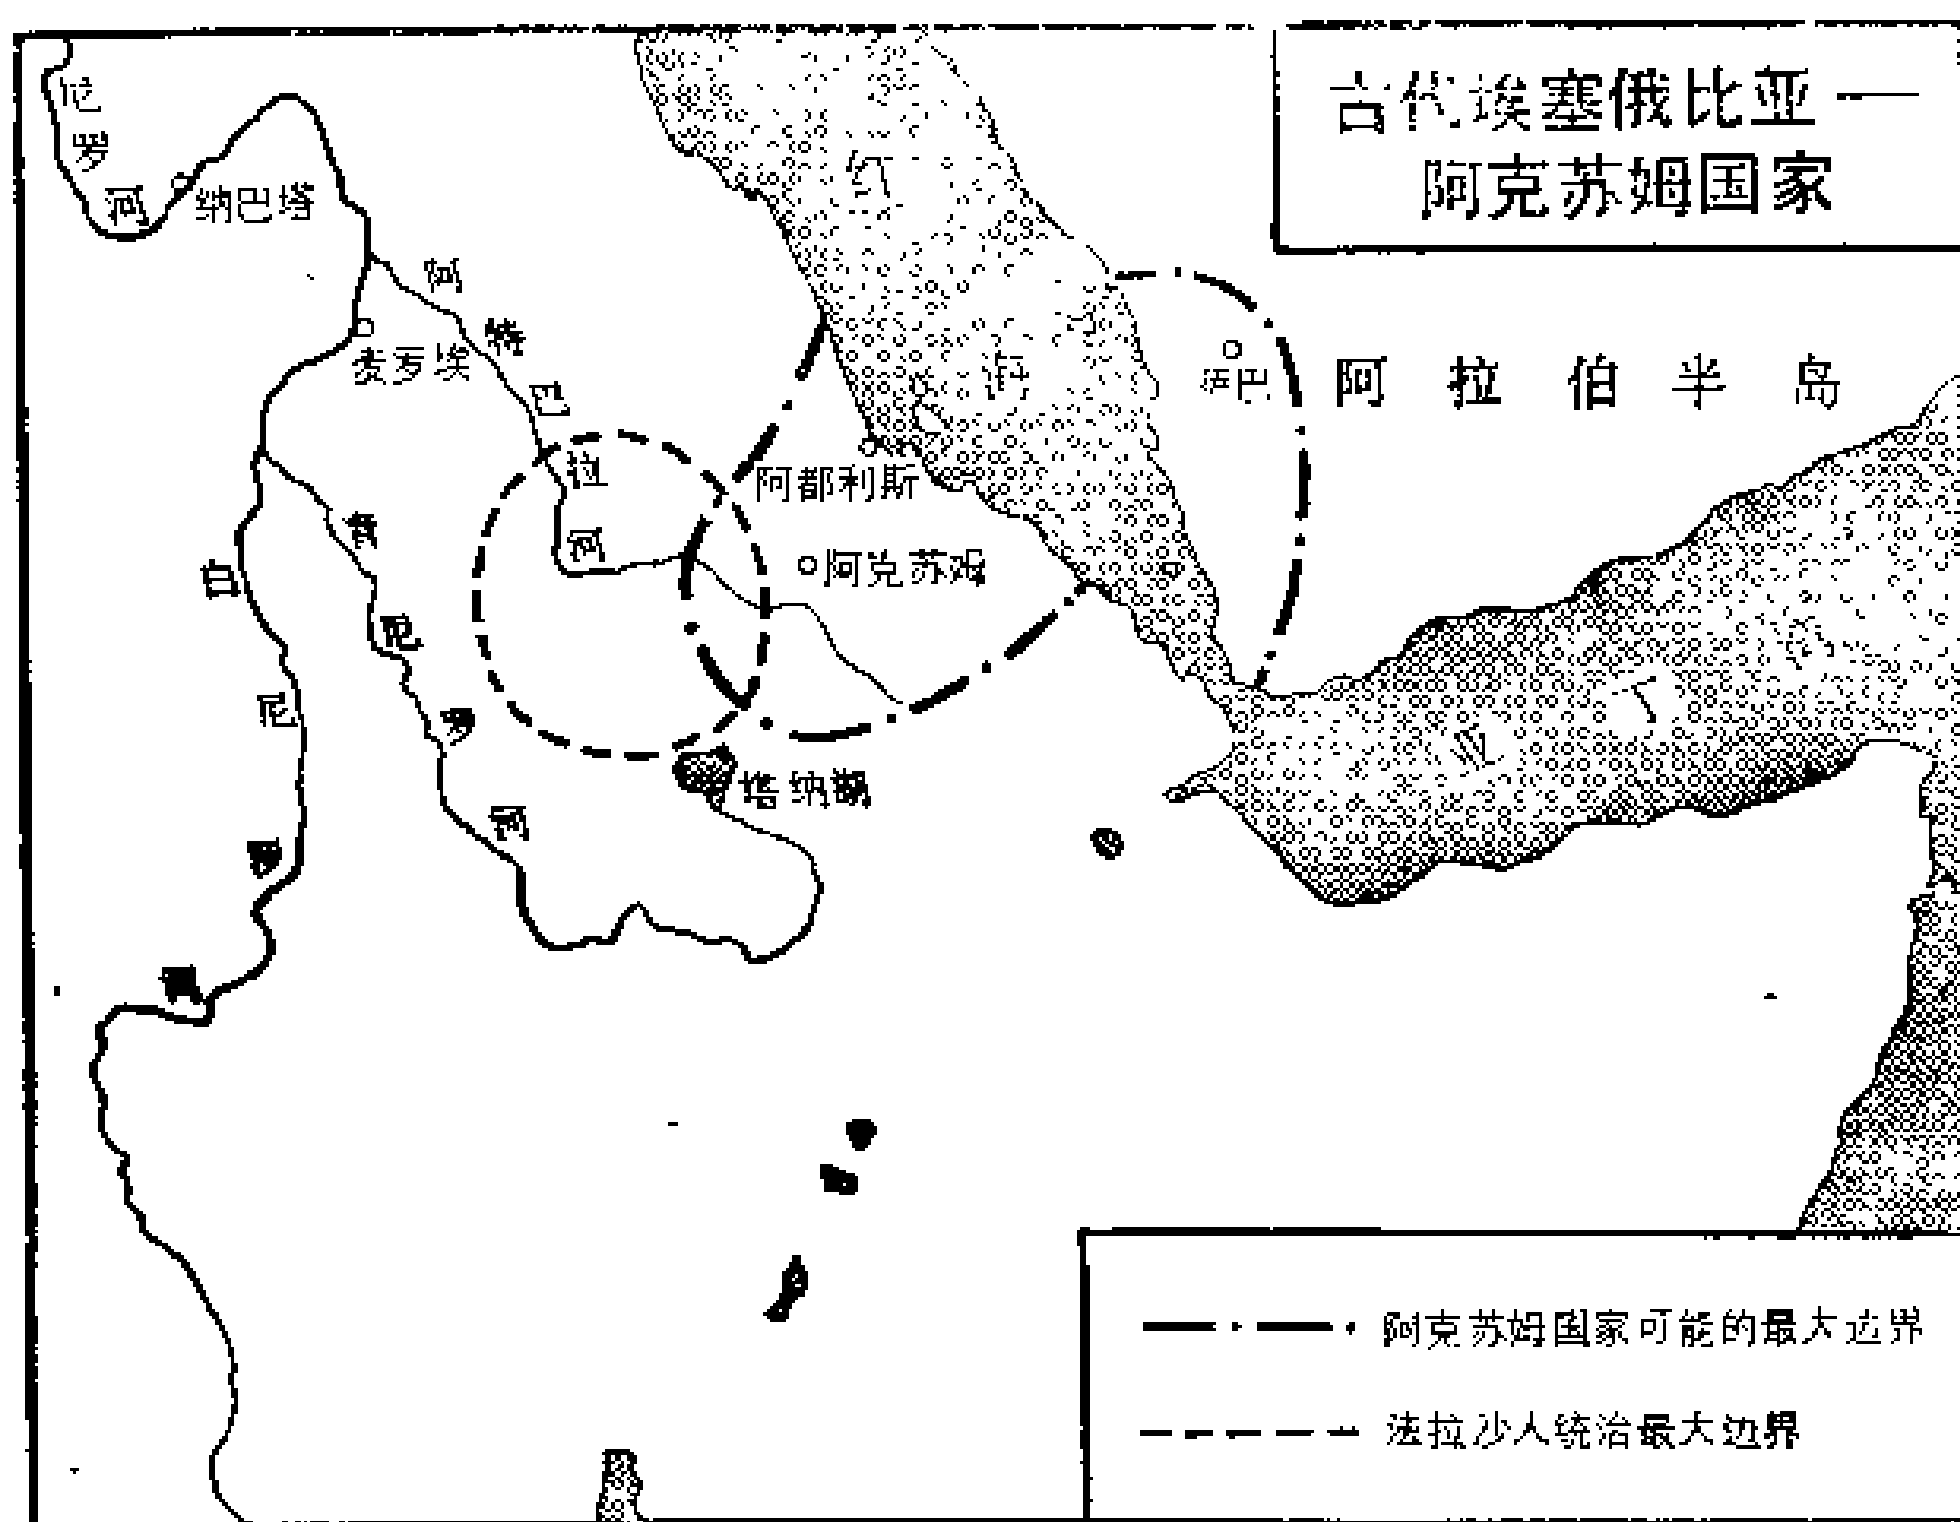 古代埃塞俄比亚—
阿克苏姆国家
尼罗河
纳巴塔
麦罗埃
阿特巴拉河
红海
阿拉伯半岛
阿都利斯
阿克苏姆
青尼罗河
白尼罗河
塔纳湖
亚丁湾
阿克苏姆国家可能的最大边界
法拉沙人统治最大边界